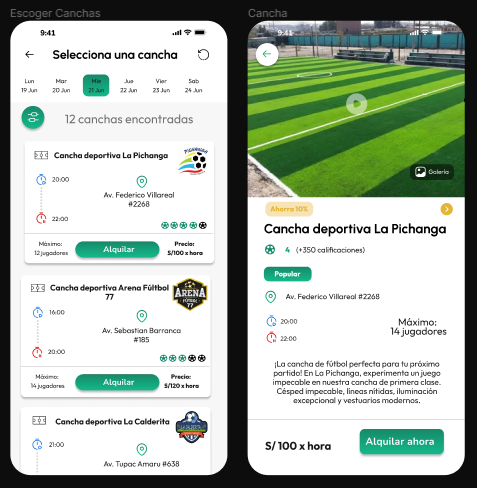 Escoger Canchas
9:41
Selecciona una cancha
Lun
19 Jun
Mar
20 Jun
Mie
21 Jun
Jue
22 Jun
Vier
23 Jun
Sab
24 Jun
12 canchas encontradas
Cancha deportiva La Pichanga
PICHANGA
20:00
Av. Federico Villareal
#2268
22:00
Máximo:
12 jugadores
Alquilar
Precio:
S/100 x hora
Cancha deportiva Arena Fúltbol
77
ARENA
FÚTBOL
77
16:00
Av. Sebastian Barranca
#185
20:00
Máximo:
14 jugadores
Alquilar
Precio:
S/120 x hora
Cancha deportiva La Calderita
21:00
Av. Tupac Amaru #638
Cancha
9:41
Galería
Ahorra 10%
Cancha deportiva La Pichanga
4 (+350 calificaciones)
Popular
Av. Federico Villareal #2268
20:00
22:00
Máximo:
14 jugadores
¡La cancha de fútbol perfecta para tu próximo
partido! En La Pichanga, experimenta un juego
impecable en nuestra cancha de primera clase.
Césped impecable, líneas nítidas, iluminación
excepcional y vestuarios modernos.
S/ 100 x hora
Alquilar ahora